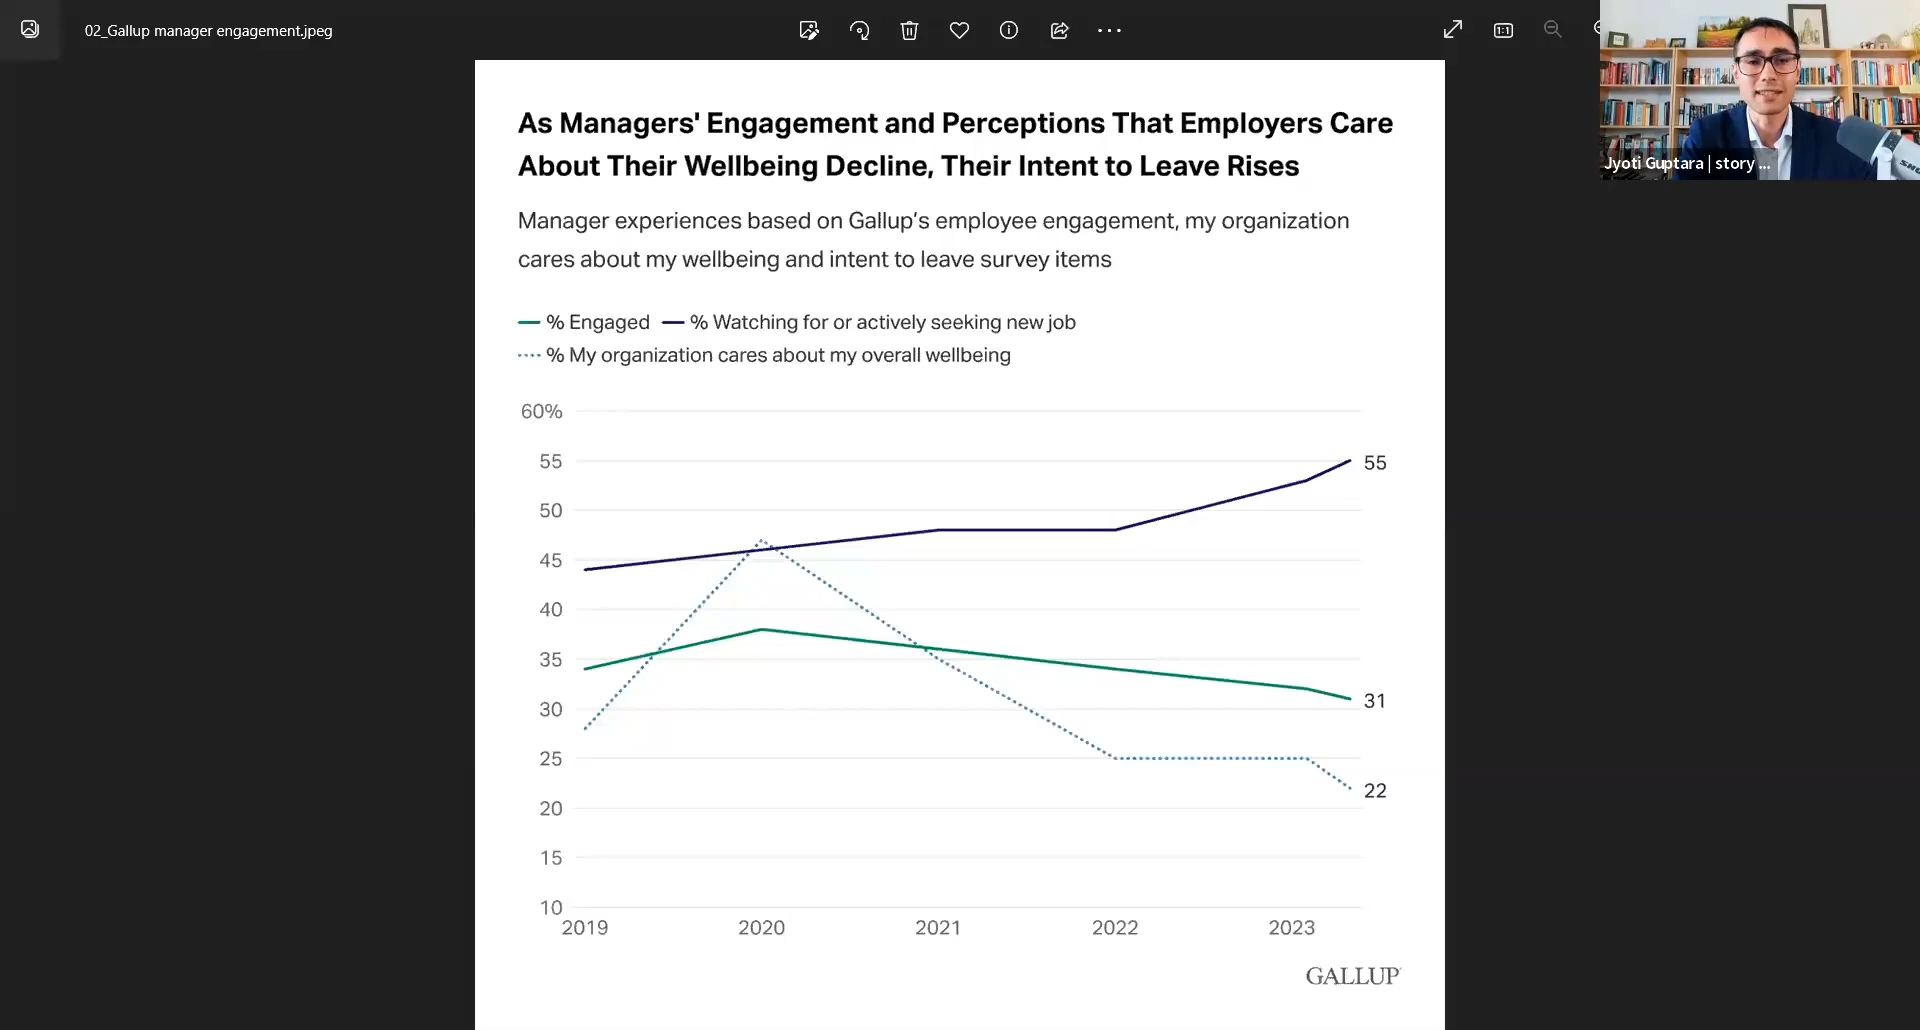 02_Gallup manager engagement.jpeg
Jyoti Guptara | story ...
As Managers' Engagement and Perceptions That Employers Care
About Their Wellbeing Decline, Their Intent to Leave Rises
Manager experiences based on Gallup's employee engagement, my organization
cares about my wellbeing and intent to leave survey items
% Engaged % Watching for or actively seeking new job
% My organization cares about my overall wellbeing
60%
55 55
50
45
40
35
31
30
25
22
20
15
10
2019 2020 2021 2022 2023
GALLUP